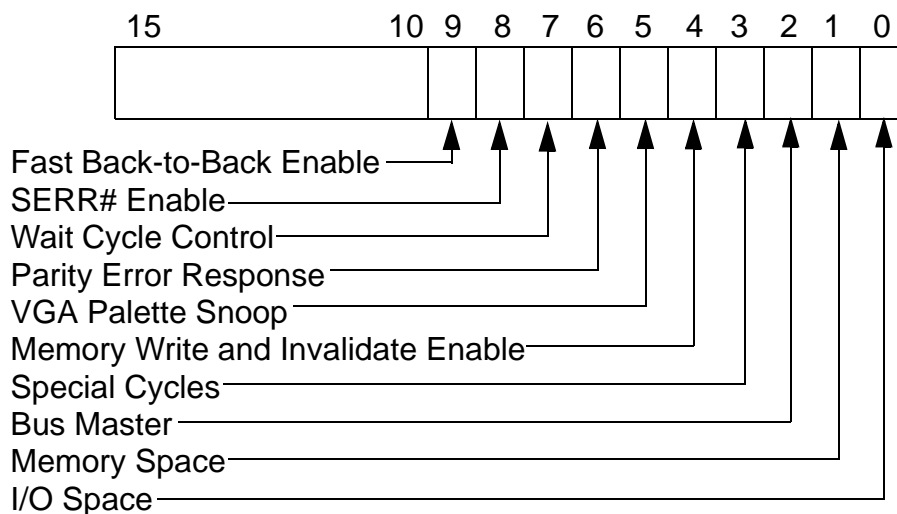 15 10 9 8 7 6 5 4 3 2 1 0
Fast Back-to-Back Enable
SERR# Enable
Wait Cycle Control
Parity Error Response
VGA Palette Snoop
Memory Write and Invalidate Enable
Special Cycles
Bus Master
Memory Space
I/O Space